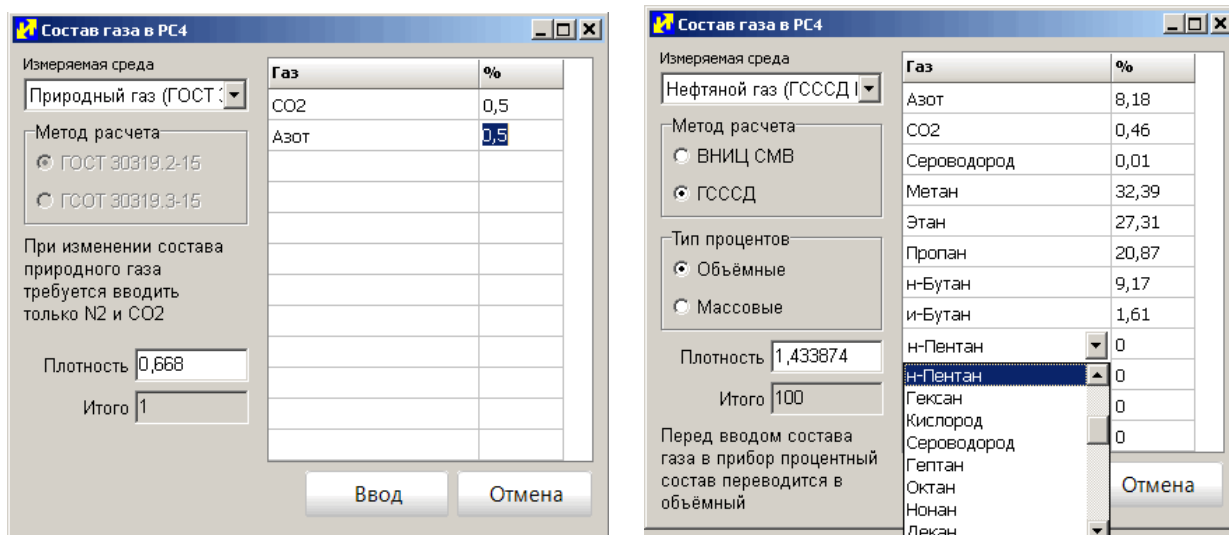 Состав газа в РС4
Измеряемая среда
Природный газ (ГОСТ 3
Метод расчета
ГОСТ 30319.2-15
ГСОТ 30319.3-15
При изменении состава
природного газа
требуется вводить
только N2 и CO2
Плотность 0,668
Итого 1
Газ %
CO2 0,5
Азот 0,5
Ввод Отмена
Состав газа в РС4
Измеряемая среда
Нефтяной газ (ГСССД
Метод расчета
ВНИЦ СМВ
ГСССД
Тип процентов
Объёмные
Массовые
Плотность 1,433874
Итого 100
Перед вводом состава
газа в прибор процентный
состав переводится в
объёмный
Газ %
Азот 8,18
CO2 0,46
Сероводород 0,01
Метан 32,39
Этан 27,31
Пропан 20,87
н-Бутан 9,17
и-Бутан 1,61
н-Пентан 0
н-Пентан 0
Гексан
Кислород 0
Сероводород 0
Гептан
Октан
Нонан
Декан
Отмена